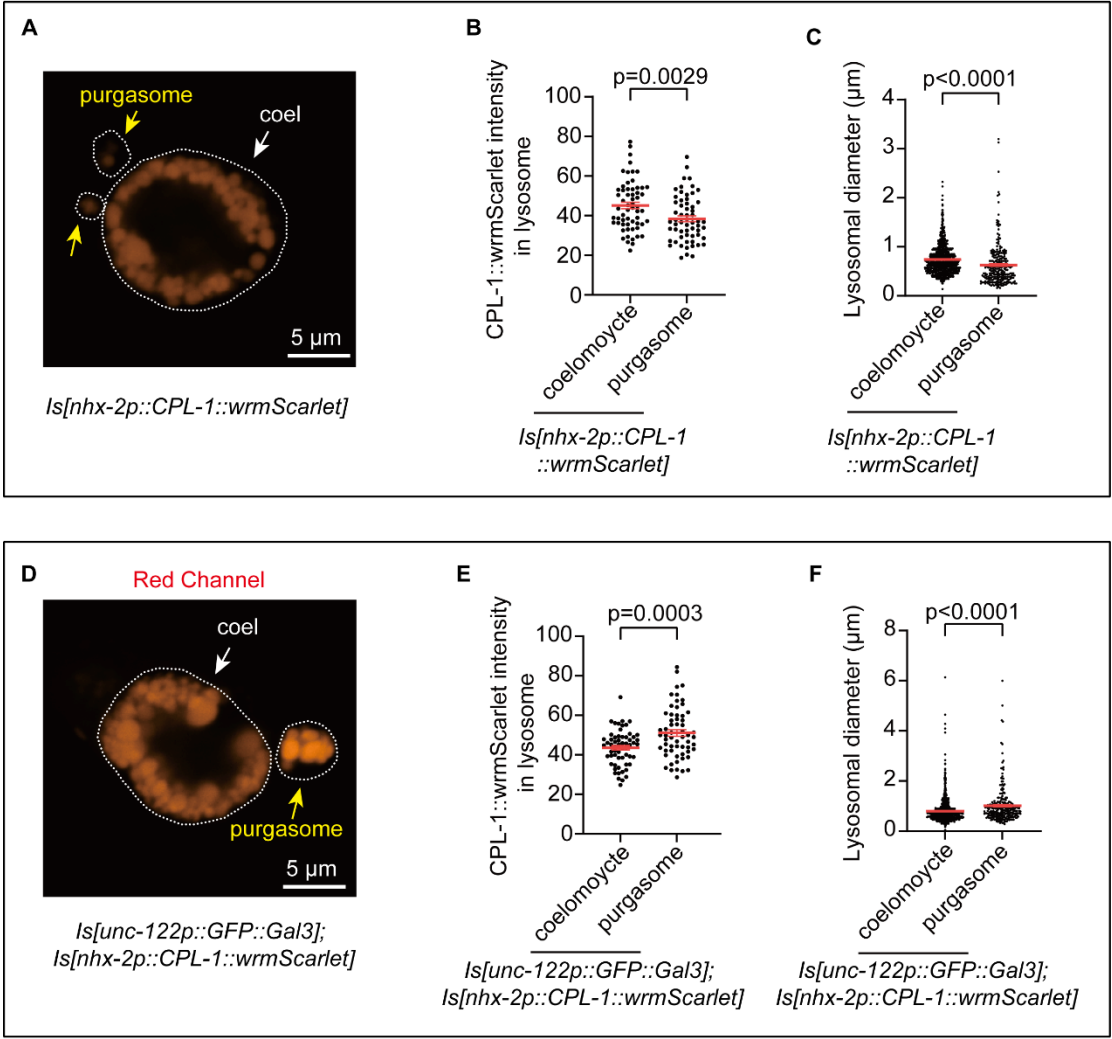 A
purgasome
coel
5 μm
Is[nhx-2p::CPL-1::wrmScarlet]
B
p=0.0029
CPL-1::wrmScarlet intensity
in lysosome
100
80
60
40
20
0
coelomoycte
purgasome
Is[nhx-2p::CPL-1
::wrmScarlet]
C
p<0.0001
Lysosomal diameter (μm)
4
3
2
1
0
coelomoycte
purgasome
Is[nhx-2p::CPL-1
::wrmScarlet]
D
Red Channel
coel
purgasome
5 μm
Is[unc-122p::GFP::Gal3];
Is[nhx-2p::CPL-1::wrmScarlet]
E
p=0.0003
CPL-1::wrmScarlet intensity
in lysosome
100
80
60
40
20
0
coelomoycte
purgasome
Is[unc-122p::GFP::Gal3];
Is[nhx-2p::CPL-1::wrmScarlet]
F
p<0.0001
Lysosomal diameter (μm)
8
6
4
2
0
coelomoycte
purgasome
Is[unc-122p::GFP::Gal3];
Is[nhx-2p::CPL-1::wrmScarlet]